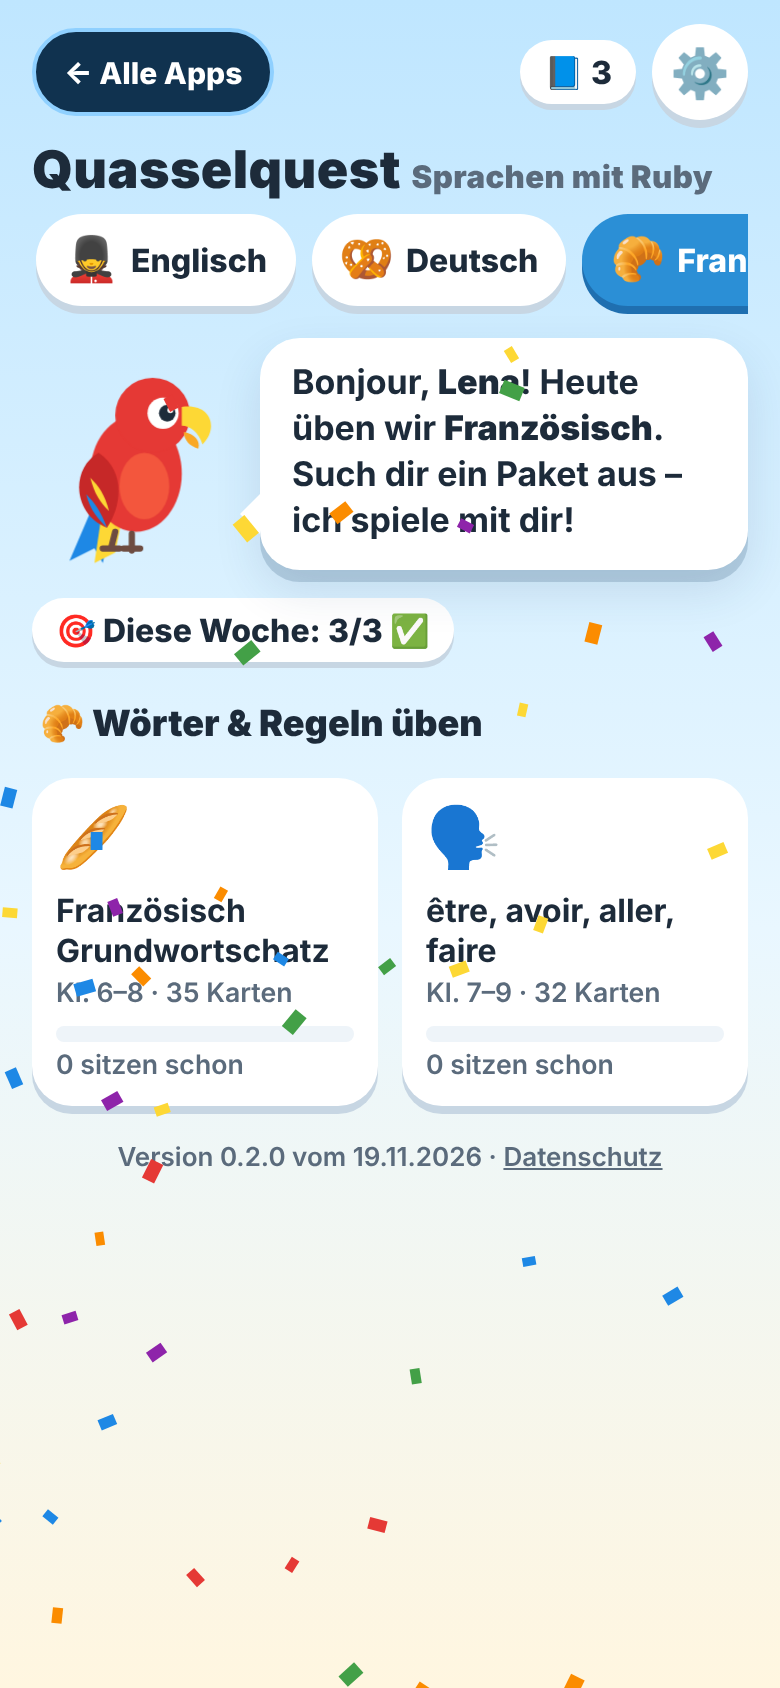 ← Alle Apps
📘 3
⚙️
Quasselquest Sprachen mit Ruby
Englisch
Deutsch
Fran
Bonjour, Lena! Heute
üben wir Französisch.
Such dir ein Paket aus –
ich spiele mit dir!
🎯 Diese Woche: 3/3 ✅
🥐 Wörter & Regeln üben
Französisch
Grundwortschatz
Kl. 6–8 · 35 Karten
0 sitzen schon
être, avoir, aller,
faire
Kl. 7–9 · 32 Karten
0 sitzen schon
Version 0.2.0 vom 19.11.2026 · Datenschutz